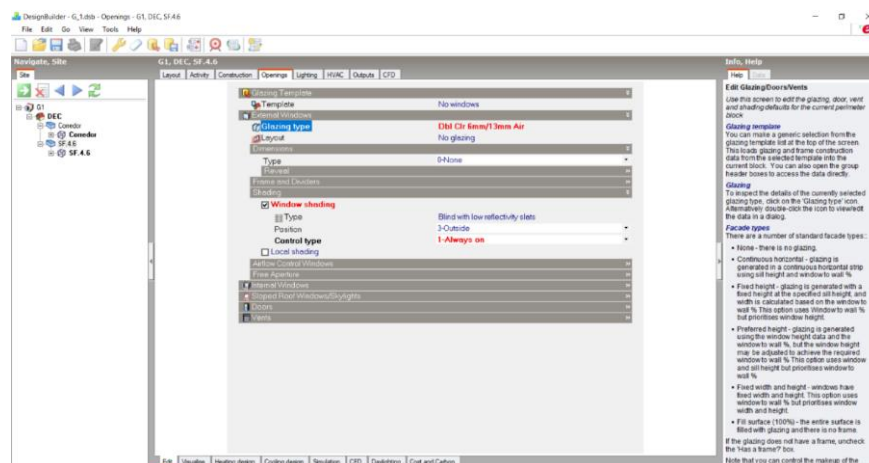 DesignBuilder - G_1.dsb - Openings - G1, DEC, SF.4.6
File Edit Go View Tools Help
Navigate, Site
Site
G1
DEC
Conedor
Conedor
SF.4.6
SF.4.6
G1, DEC, SF.4.6
Layout Activity Construction Openings Lighting HVAC Outputs CFD
Glazing Template
Template No windows
External Windows
Glazing type Dbl Clr 6mm/13mm Air
Layout No glazing
Dimensions
Type 0-None
Reveal
Frame and Dividers
Shading
Window shading
Type Blind with low reflectivity slats
Position 3-Outside
Control type 1-Always on
Local shading
Airflow Control Windows
Free Aperture
Internal Windows
Sloped Roof Windows/Skylights
Doors
Vents
Edit Visualise Heating design Cooling design Simulation CFD Daylighting Cost and Carbon
Info, Help
Help Data
Edit Glazing/Doors/Vents
Use this screen to edit the glazing, door, vent
and shading defaults for the current perimeter
block
Glazing template
You can make a generic selection from the
glazing template list at the top of the screen.
This loads glazing and frame construction
data from the selected template into the
current block. You can also open the group
header boxes to access the data directly.
Glazing
To inspect the details of the currently selected
glazing type, click on the 'Glazing type' icon.
Alternatively double-click the icon to view/edit
the data in a dialog.
Facade types
There are a number of standard facade types:
• None - there is no glazing.
• Continuous horizontal - glazing is
generated in a continuous horizontal strip
using sill height and window to wall %
• Fixed height - glazing is generated with a
fixed height at the specified sill height, and
width is calculated based on the window to
wall %. This option uses Window to wall %
but prioritises window height.
• Preferred height - glazing is generated
using the window height data and the
window to wall %, but the window height
may be adjusted to achieve the required
window to wall %. This option uses window
and sill height but prioritises window to
wall %
• Fixed width and height - windows have
fixed width and height. This option uses
window to wall % but prioritises window
width and height.
• Fill surface (100%) - the entire surface is
filled with glazing and there is no frame.
If the glazing does not have a frame, uncheck
the 'Has a frame?' box.
Note that you can control the makeup of the